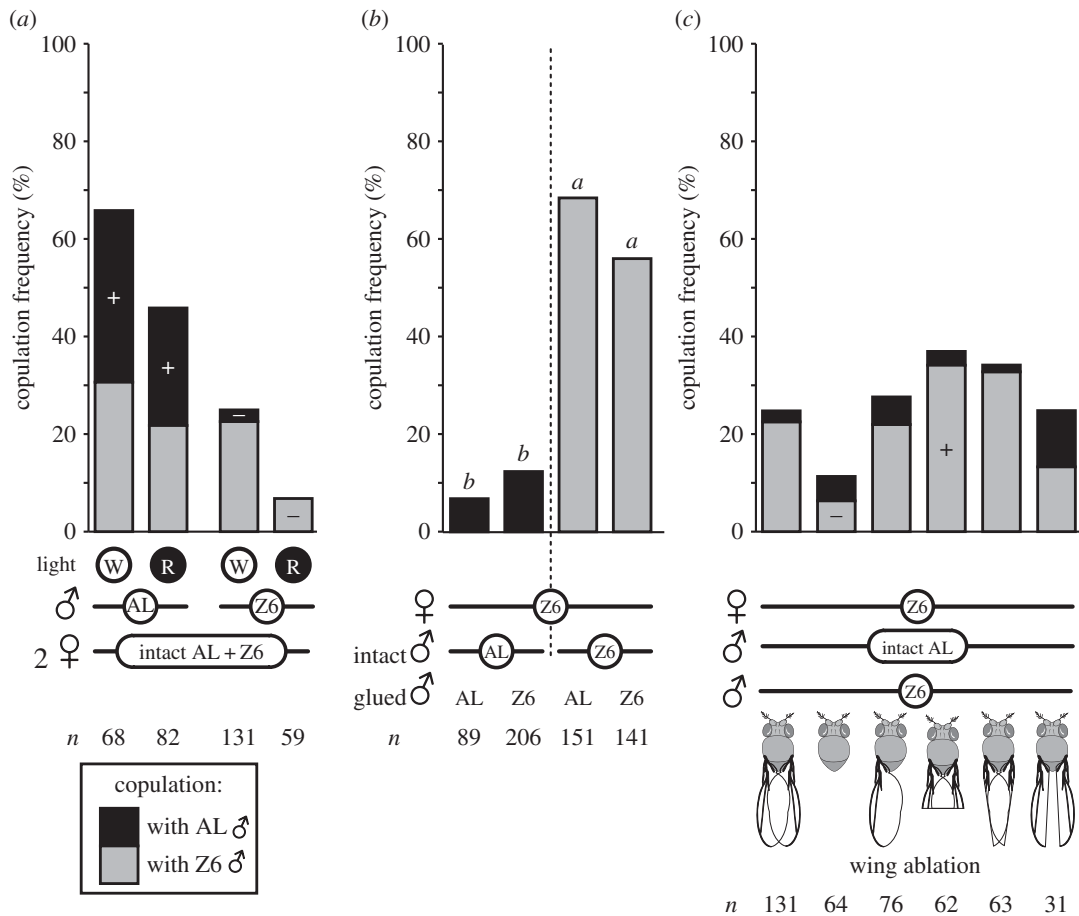 (a) (b) (c)
100 100 100
80 80 80
60 60 60
40 40 40
20 20 20
0 0 0
copulation frequency (%)
copulation frequency (%)
copulation frequency (%)
+ + – –
b b a a
– +
light W R W R
♂ AL Z6
2 ♀ intact AL + Z6
n 68 82 131 59
♀ Z6
intact ♂ AL Z6
glued ♂ AL Z6 AL Z6
n 89 206 151 141
♀ Z6
♂ intact AL
♂ Z6
wing ablation
n 131 64 76 62 63 31
copulation:
with AL ♂
with Z6 ♂